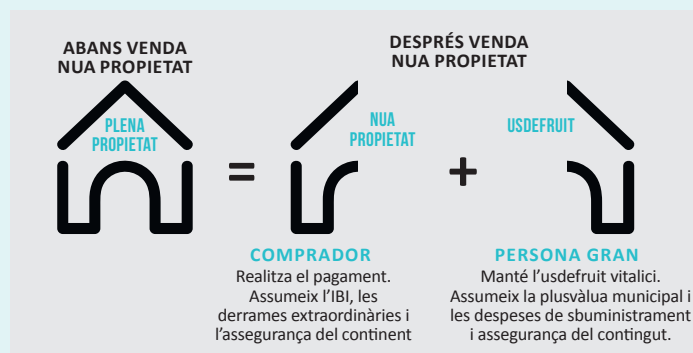 ABANS VENDA
NUA PROPIETAT
DESPRÉS VENDA
NUA PROPIETAT
PLENA
PROPIETAT
=
NUA
PROPIETAT
+
USDEFRUIT
COMPRADOR
Realitza el pagament.
Assumeix l’IBI, les
derrames extraordinàries i
l’assegurança del continent
PERSONA GRAN
Manté l’usdefruit vitalici.
Assumeix la plusvàlua municipal i
les despeses de sbuministrament
i assegurança del contingut.